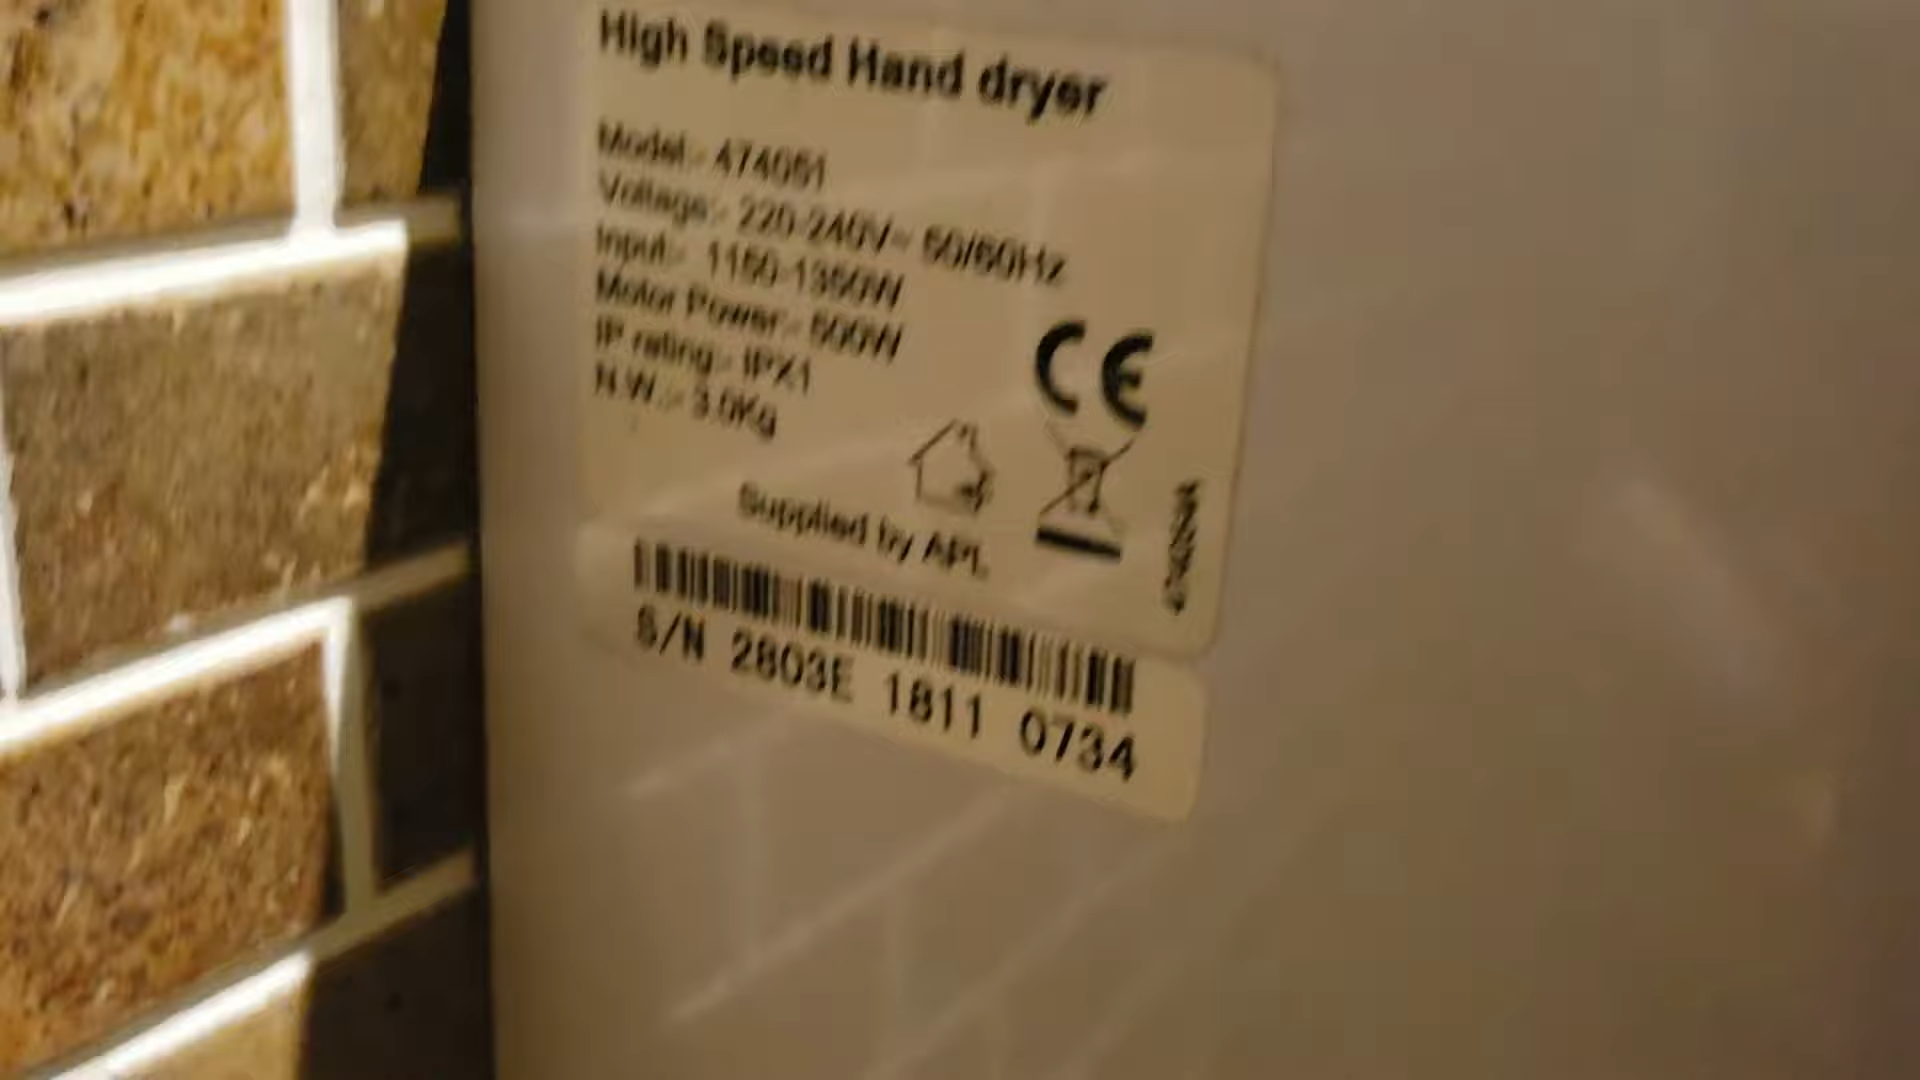 High Speed Hand dryer
Model:- 474051
Voltage:- 220-240V~ 50/60Hz
Input:- 1150-1350W
Motor Power:- 500W
IP rating:- IPX1
N.W.:- 3.0Kg
CE
Supplied by APL
S/N 2803E 1811 0734